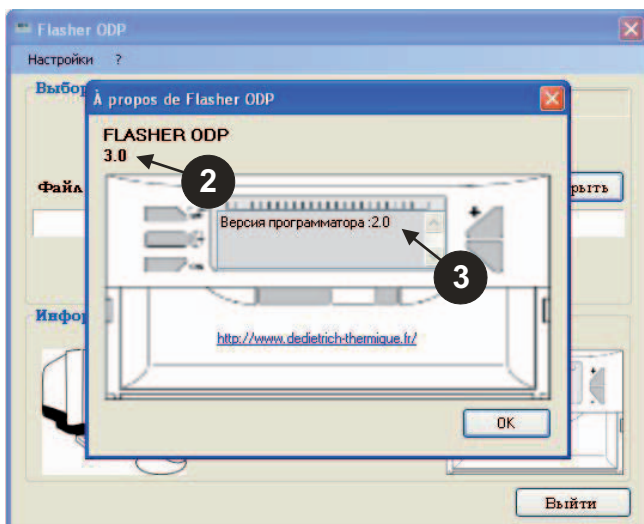 Flasher ODP
Настройки ?
Выбор
À propos de Flasher ODP
FLASHER ODP
3.0
2
Файл
рыть
Версия программатора :2.0
3
Инфор
http://www.dedietrich-thermique.fr/
OK
Выйти